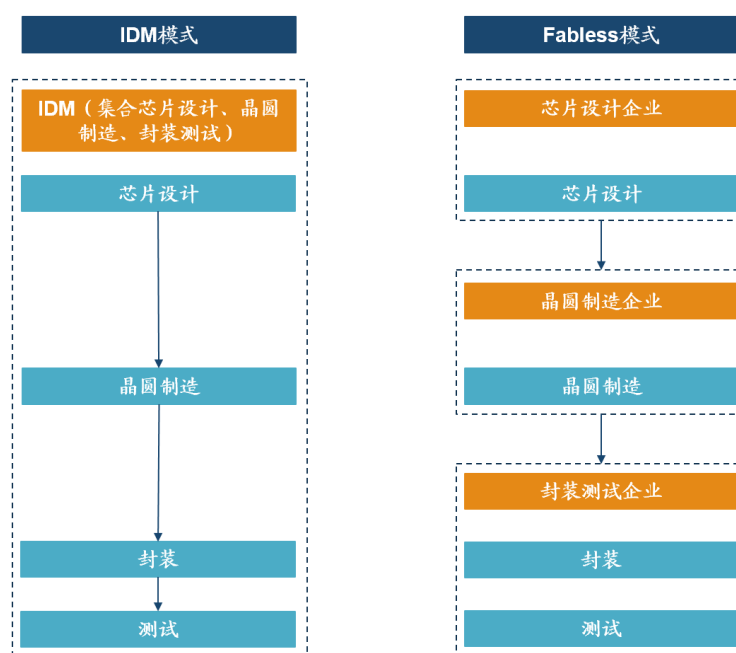 IDM模式
IDM（集合芯片设计、晶圆
制造、封装测试）
芯片设计
晶圆制造
封装
测试
Fabless模式
芯片设计企业
芯片设计
晶圆制造企业
晶圆制造
封装测试企业
封装
测试